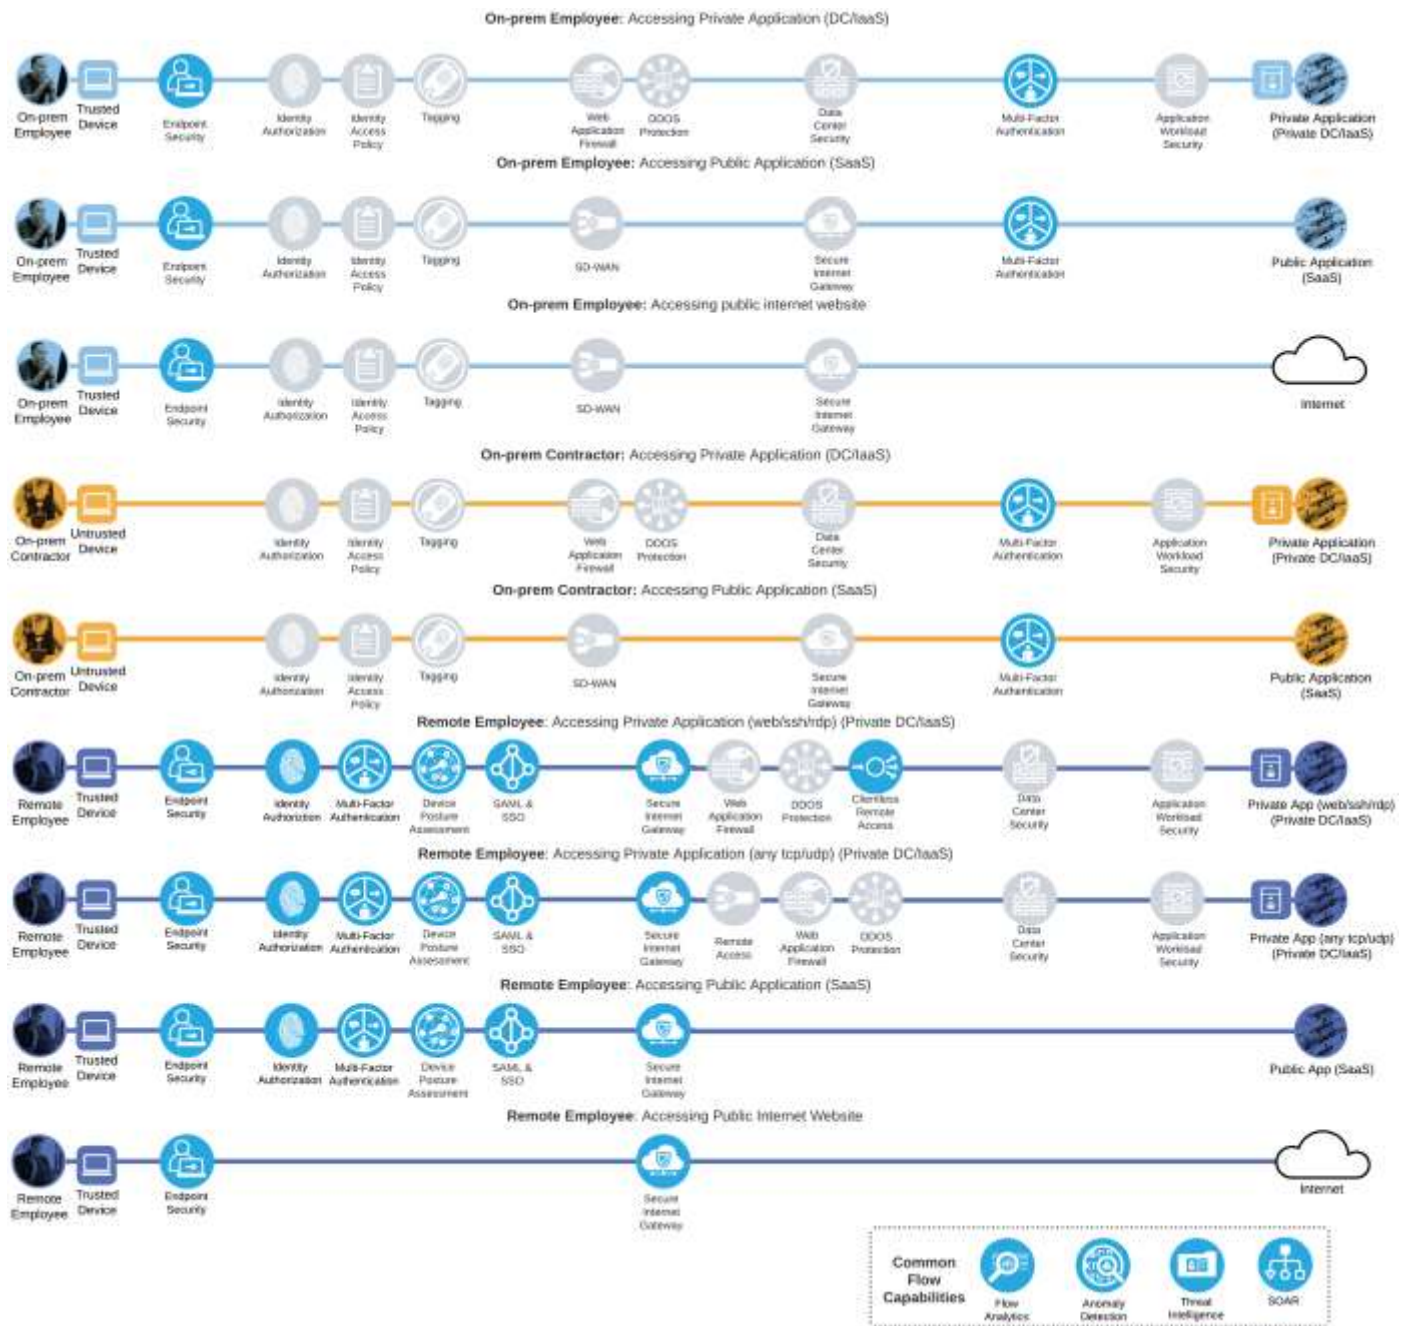 On-prem Employee: Accessing Private Application (DC/IaaS)
On-prem Employee
Trusted Device
Endpoint Security
Identity Authorization
Identity Access Policy
Tagging
Web Application Firewall
DDOS Protection
Data Center Security
Multi-Factor Authentication
Application Workload Security
Private Application (Private DC/IaaS)
On-prem Employee: Accessing Public Application (SaaS)
On-prem Employee
Trusted Device
Endpoint Security
Identity Authorization
Identity Access Policy
Tagging
SD-WAN
Secure Internet Gateway
Multi-Factor Authentication
Public Application (SaaS)
On-prem Employee: Accessing public internet website
On-prem Employee
Trusted Device
Endpoint Security
Identity Authorization
Identity Access Policy
Tagging
SD-WAN
Secure Internet Gateway
Internet
On-prem Contractor: Accessing Private Application (DC/IaaS)
On-prem Contractor
Untrusted Device
Identity Authorization
Identity Access Policy
Tagging
Web Application Firewall
DDOS Protection
Data Center Security
Multi-Factor Authentication
Application Workload Security
Private Application (Private DC/IaaS)
On-prem Contractor: Accessing Public Application (SaaS)
On-prem Contractor
Untrusted Device
Identity Authorization
Identity Access Policy
Tagging
SD-WAN
Secure Internet Gateway
Multi-Factor Authentication
Public Application (SaaS)
Remote Employee: Accessing Private Application (web/ssh/rdp) (Private DC/IaaS)
Remote Employee
Trusted Device
Endpoint Security
Identity Authorization
Multi-Factor Authentication
Device Posture Assessment
SAML & SSO
Secure Internet Gateway
Web Application Firewall
DDOS Protection
Clientless Remote Access
Data Center Security
Application Workload Security
Private App (web/ssh/rdp) (Private DC/IaaS)
Remote Employee: Accessing Private Application (any tcp/udp) (Private DC/IaaS)
Remote Employee
Trusted Device
Endpoint Security
Identity Authorization
Multi-Factor Authentication
Device Posture Assessment
SAML & SSO
Secure Internet Gateway
Remote Access
Web Application Firewall
DDOS Protection
Data Center Security
Application Workload Security
Private App (any tcp/udp) (Private DC/IaaS)
Remote Employee: Accessing Public Application (SaaS)
Remote Employee
Trusted Device
Endpoint Security
Identity Authorization
Multi-Factor Authentication
Device Posture Assessment
SAML & SSO
Secure Internet Gateway
Public App (SaaS)
Remote Employee: Accessing Public Internet Website
Remote Employee
Trusted Device
Endpoint Security
Secure Internet Gateway
Internet
Common Flow Capabilities
Flow Analytics
Anomaly Detection
Threat Intelligence
SOAR